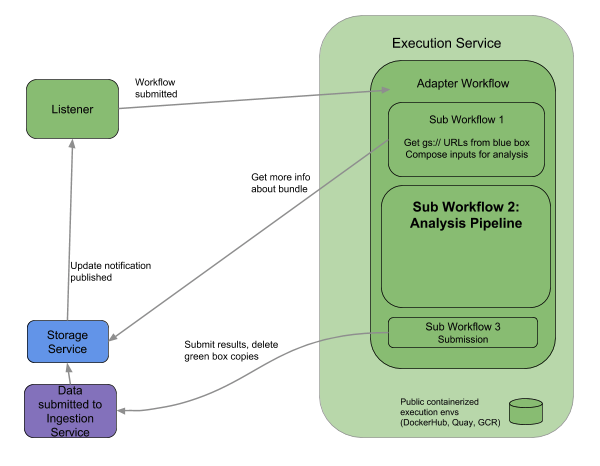 Execution Service
Workflow
submitted
Adapter Workflow
Listener
Sub Workflow 1
Get gs:// URLs from blue box
Compose inputs for analysis
Get more info
about bundle
Sub Workflow 2:
Analysis Pipeline
Update notification
published
Storage
Service
Submit results, delete
green box copies
Sub Workflow 3
Submission
Data
submitted to
Ingestion
Service
Public containerized
execution envs
(DockerHub, Quay, GCR)